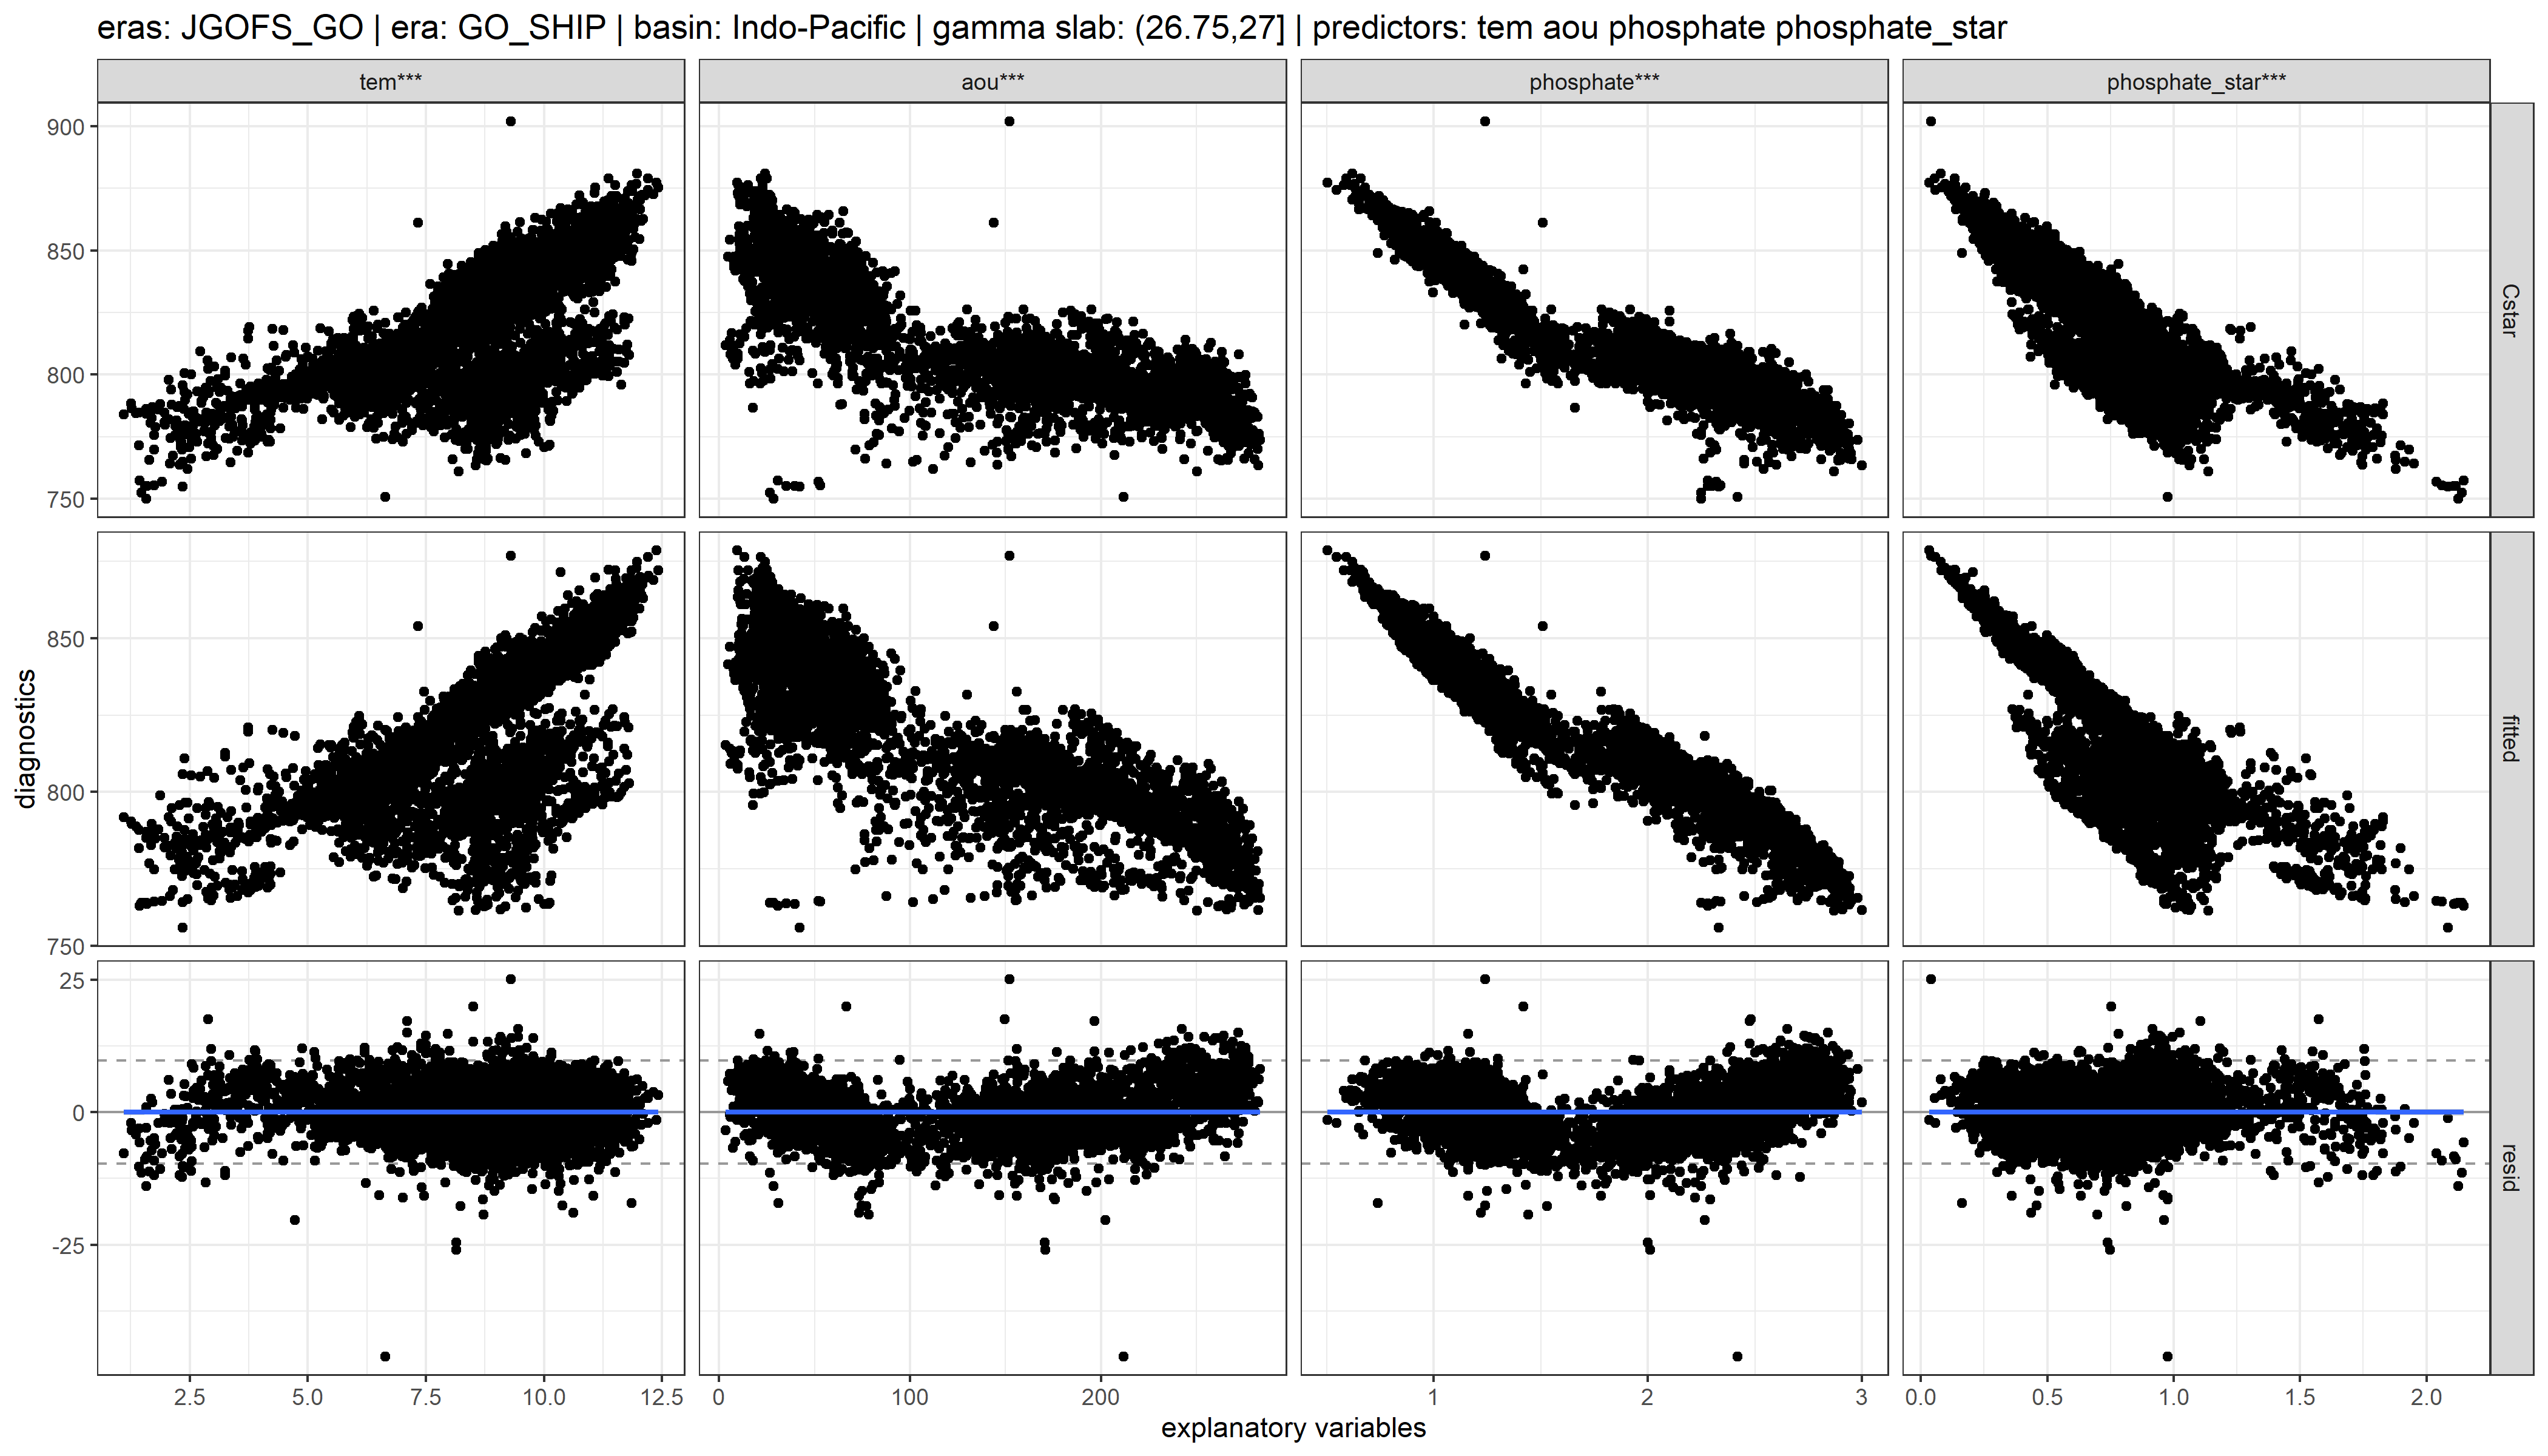 eras: JGOFS_GO | era: GO_SHIP | basin: Indo-Pacific | gamma slab: (26.75,27] | predictors: tem aou phosphate phosphate_star
tem*** aou*** phosphate*** phosphate_star***
900
850
800
750
Cstar
850
800
750
fitted
diagnostics
25
0
-25
resid
2.5 5.0 7.5 10.0 12.5 0 100 200 1 2 3 0.0 0.5 1.0 1.5 2.0
explanatory variables